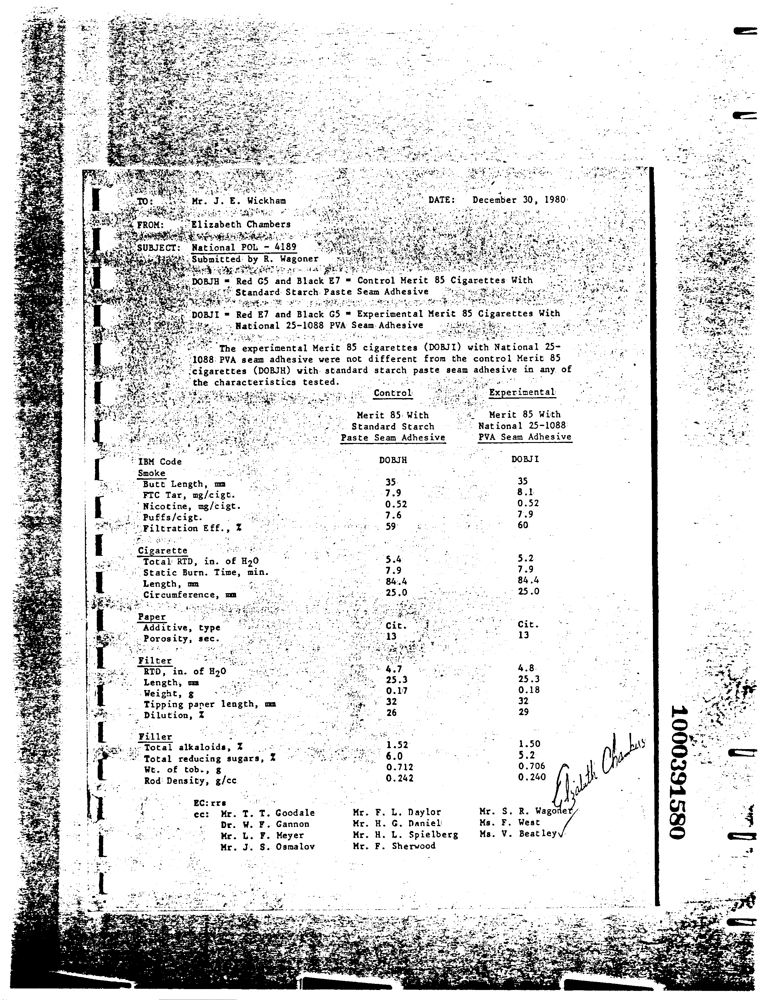 TO: Mr. J. E. Wickham DATE: December 30, 1980
FROM: Elizabeth Chambers
SUBJECT: National POL - 4189
Submitted by R. Wagoner
DOBJH = Red G5 and Black E7 = Control Merit 85 Cigarettes With
Standard Starch Paste Seam Adhesive
DOBJI = Red E7 and Black G5 = Experimental Merit 85 Cigarettes With
National 25-1088 PVA Seam Adhesive
The experimental Merit 85 cigarettes (DOBJI) with National 25-
1088 PVA seam adhesive were not different from the control Merit 85
cigarettes (DOBJH) with standard starch paste seam adhesive in any of
the characteristics tested.
Control Experimental
Merit 85 With Merit 85 With
Standard Starch National 25-1088
Paste Seam Adhesive PVA Seam Adhesive
IBM Code DOBJH DOBJI
Smoke
Butt Length, mm 35 35
FTC Tar, mg/cigt. 7.9 8.1
Nicotine, mg/cigt. 0.52 0.52
Puffs/cigt. 7.6 7.9
Filtration Eff., % 59 60
Cigarette
Total RTD, in. of H2O 5.4 5.2
Static Burn. Time, min. 7.9 7.9
Length, mm 84.4 84.4
Circumference, mm 25.0 25.0
Paper
Additive, type Cit. Cit.
Porosity, sec. 13 13
Filter
RTD, in. of H2O 4.7 4.8
Length, mm 25.3 25.3
Weight, g 0.17 0.18
Tipping paper length, mm 32 32
Dilution, % 26 29
Filler
Total alkaloids, % 1.52 1.50
Total reducing sugars, % 6.0 5.2
Wt. of tob., g 0.712 0.706
Rod Density, g/cc 0.242 0.240
Elizabeth Chambers
EC:rrs
cc: Mr. T. T. Goodale Mr. F. L. Daylor Mr. S. R. Wagoner
Dr. W. F. Gannon Mr. H. G. Daniel Ms. F. West
Mr. L. F. Meyer Mr. H. L. Spielberg Ms. V. Beatley
Mr. J. S. Osmalov Mr. F. Sherwood
1000391580